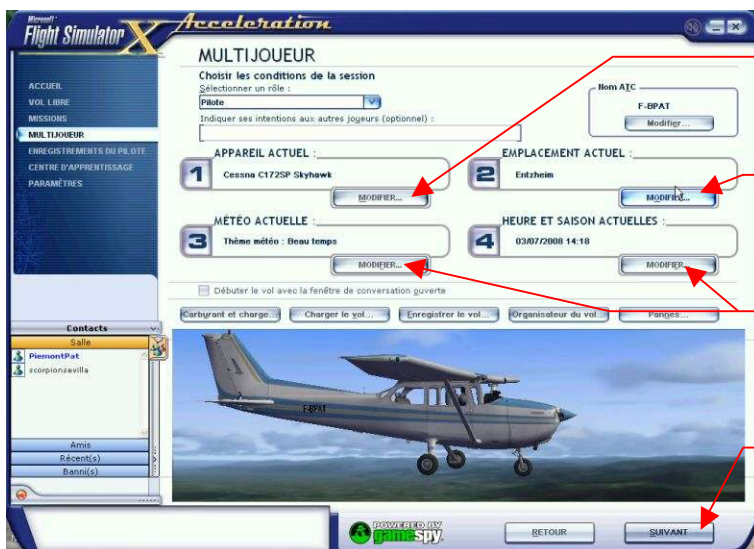 Microsoft
Flight Simulator X
Acceleration
ACCUEIL
VOL LIBRE
MISSIONS
MULTIJOUEUR
ENREGISTREMENTS DU PILOTE
CENTRE D'APPRENTISSAGE
PARAMÈTRES
MULTIJOUEUR
Choisir les conditions de la session
Sélectionner un rôle :
Pilote
Indiquer ses intentions aux autres joueurs (optionnel) :
Nom ATC
F-BPAT
Modifier...
APPAREIL ACTUEL :
1
Cessna C172SP Skyhawk
MODIFIER...
EMPLACEMENT ACTUEL :
2
Entzheim
MODIFIER...
MÉTÉO ACTUELLE :
3
Thème météo : Beau temps
MODIFIER...
HEURE ET SAISON ACTUELLES :
4
03/07/2008 14:18
MODIFIER...
Débuter le vol avec la fenêtre de conversation ouverte
Carburant et charge...
Charger le vol...
Enregistrer le vol...
Organisateur du vol...
Pannes...
Contacts
Salle
PiemontPat
scorpionsevilla
Amis
Récent(s)
Banni(s)
F-BPAT
POWERED BY
gamespy.
RETOUR
SUIVANT